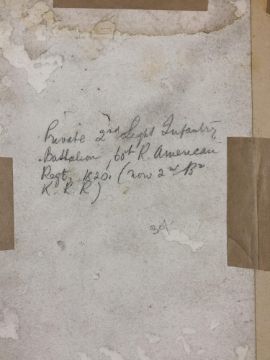 Private 2nd Light Infantry
Battalion 60th R. American
Regt, 1820, (now 2nd Bn
K. R. R)